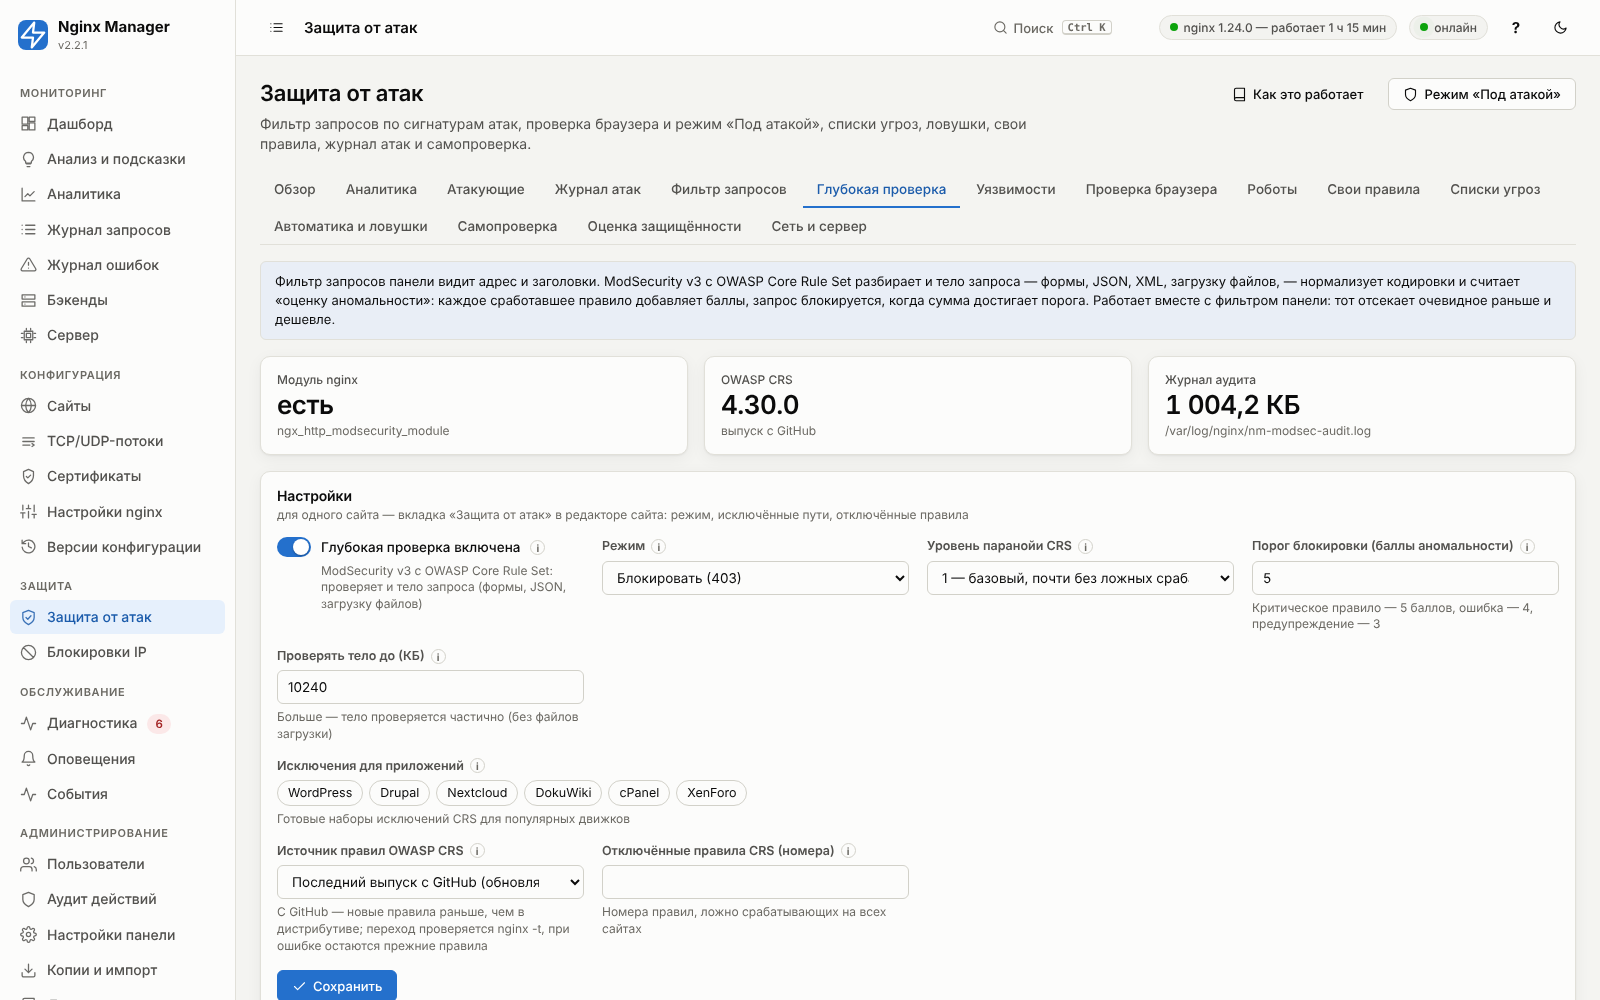 Nginx Manager
v2.2.1
МОНИТОРИНГ
Дашборд
Анализ и подсказки
Аналитика
Журнал запросов
Журнал ошибок
Бэкенды
Сервер
КОНФИГУРАЦИЯ
Сайты
TCP/UDP-потоки
Сертификаты
Настройки nginx
Версии конфигурации
ЗАЩИТА
Защита от атак
Блокировки IP
ОБСЛУЖИВАНИЕ
Диагностика 6
Оповещения
События
АДМИНИСТРИРОВАНИЕ
Пользователи
Аудит действий
Настройки панели
Копии и импорт
Защита от атак
Поиск Ctrl K
nginx 1.24.0 — работает 1 ч 15 мин
онлайн
?
Защита от атак
Как это работает
Режим «Под атакой»
Фильтр запросов по сигнатурам атак, проверка браузера и режим «Под атакой», списки угроз, ловушки, свои
правила, журнал атак и самопроверка.
Обзор Аналитика Атакующие Журнал атак Фильтр запросов Глубокая проверка Уязвимости Проверка браузера Роботы Свои правила Списки угроз
Автоматика и ловушки Самопроверка Оценка защищённости Сеть и сервер
Фильтр запросов панели видит адрес и заголовки. ModSecurity v3 с OWASP Core Rule Set разбирает и тело запроса — формы, JSON, XML, загрузку файлов, — нормализует кодировки и считает
«оценку аномальности»: каждое сработавшее правило добавляет баллы, запрос блокируется, когда сумма достигает порога. Работает вместе с фильтром панели: тот отсекает очевидное раньше и
дешевле.
Модуль nginx
есть
ngx_http_modsecurity_module
OWASP CRS
4.30.0
выпуск с GitHub
Журнал аудита
1 004,2 КБ
/var/log/nginx/nm-modsec-audit.log
Настройки
для одного сайта — вкладка «Защита от атак» в редакторе сайта: режим, исключённые пути, отключённые правила
Глубокая проверка включена i
ModSecurity v3 с OWASP Core Rule Set:
проверяет и тело запроса (формы, JSON,
загрузку файлов)
Режим i
Блокировать (403)
Уровень паранойи CRS i
1 — базовый, почти без ложных сраб
Порог блокировки (баллы аномальности) i
5
Критическое правило — 5 баллов, ошибка — 4,
предупреждение — 3
Проверять тело до (КБ) i
10240
Больше — тело проверяется частично (без файлов
загрузки)
Исключения для приложений i
WordPress Drupal Nextcloud DokuWiki cPanel XenForo
Готовые наборы исключений CRS для популярных движков
Источник правил OWASP CRS i
Последний выпуск с GitHub (обновля
С GitHub — новые правила раньше, чем в
дистрибутиве; переход проверяется nginx -t, при
ошибке остаются прежние правила
Отключённые правила CRS (номера) i
Номера правил, ложно срабатывающих на всех
сайтах
Сохранить